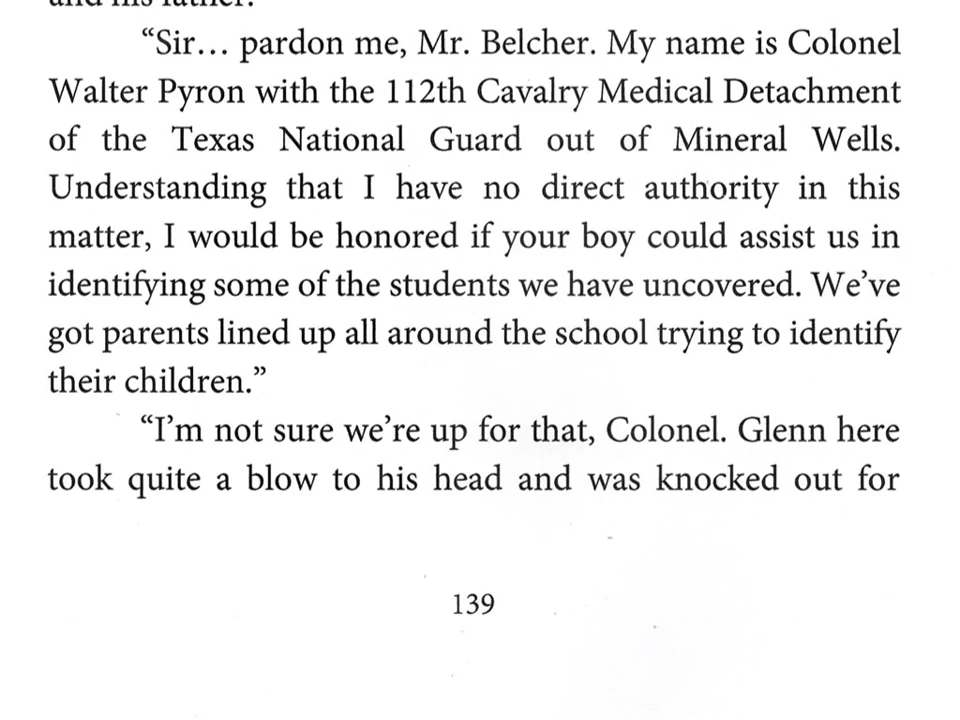 and his father.
“Sir… pardon me, Mr. Belcher. My name is Colonel
Walter Pyron with the 112th Cavalry Medical Detachment
of the Texas National Guard out of Mineral Wells.
Understanding that I have no direct authority in this
matter, I would be honored if your boy could assist us in
identifying some of the students we have uncovered. We’ve
got parents lined up all around the school trying to identify
their children.”
“I’m not sure we’re up for that, Colonel. Glenn here
took quite a blow to his head and was knocked out for
139